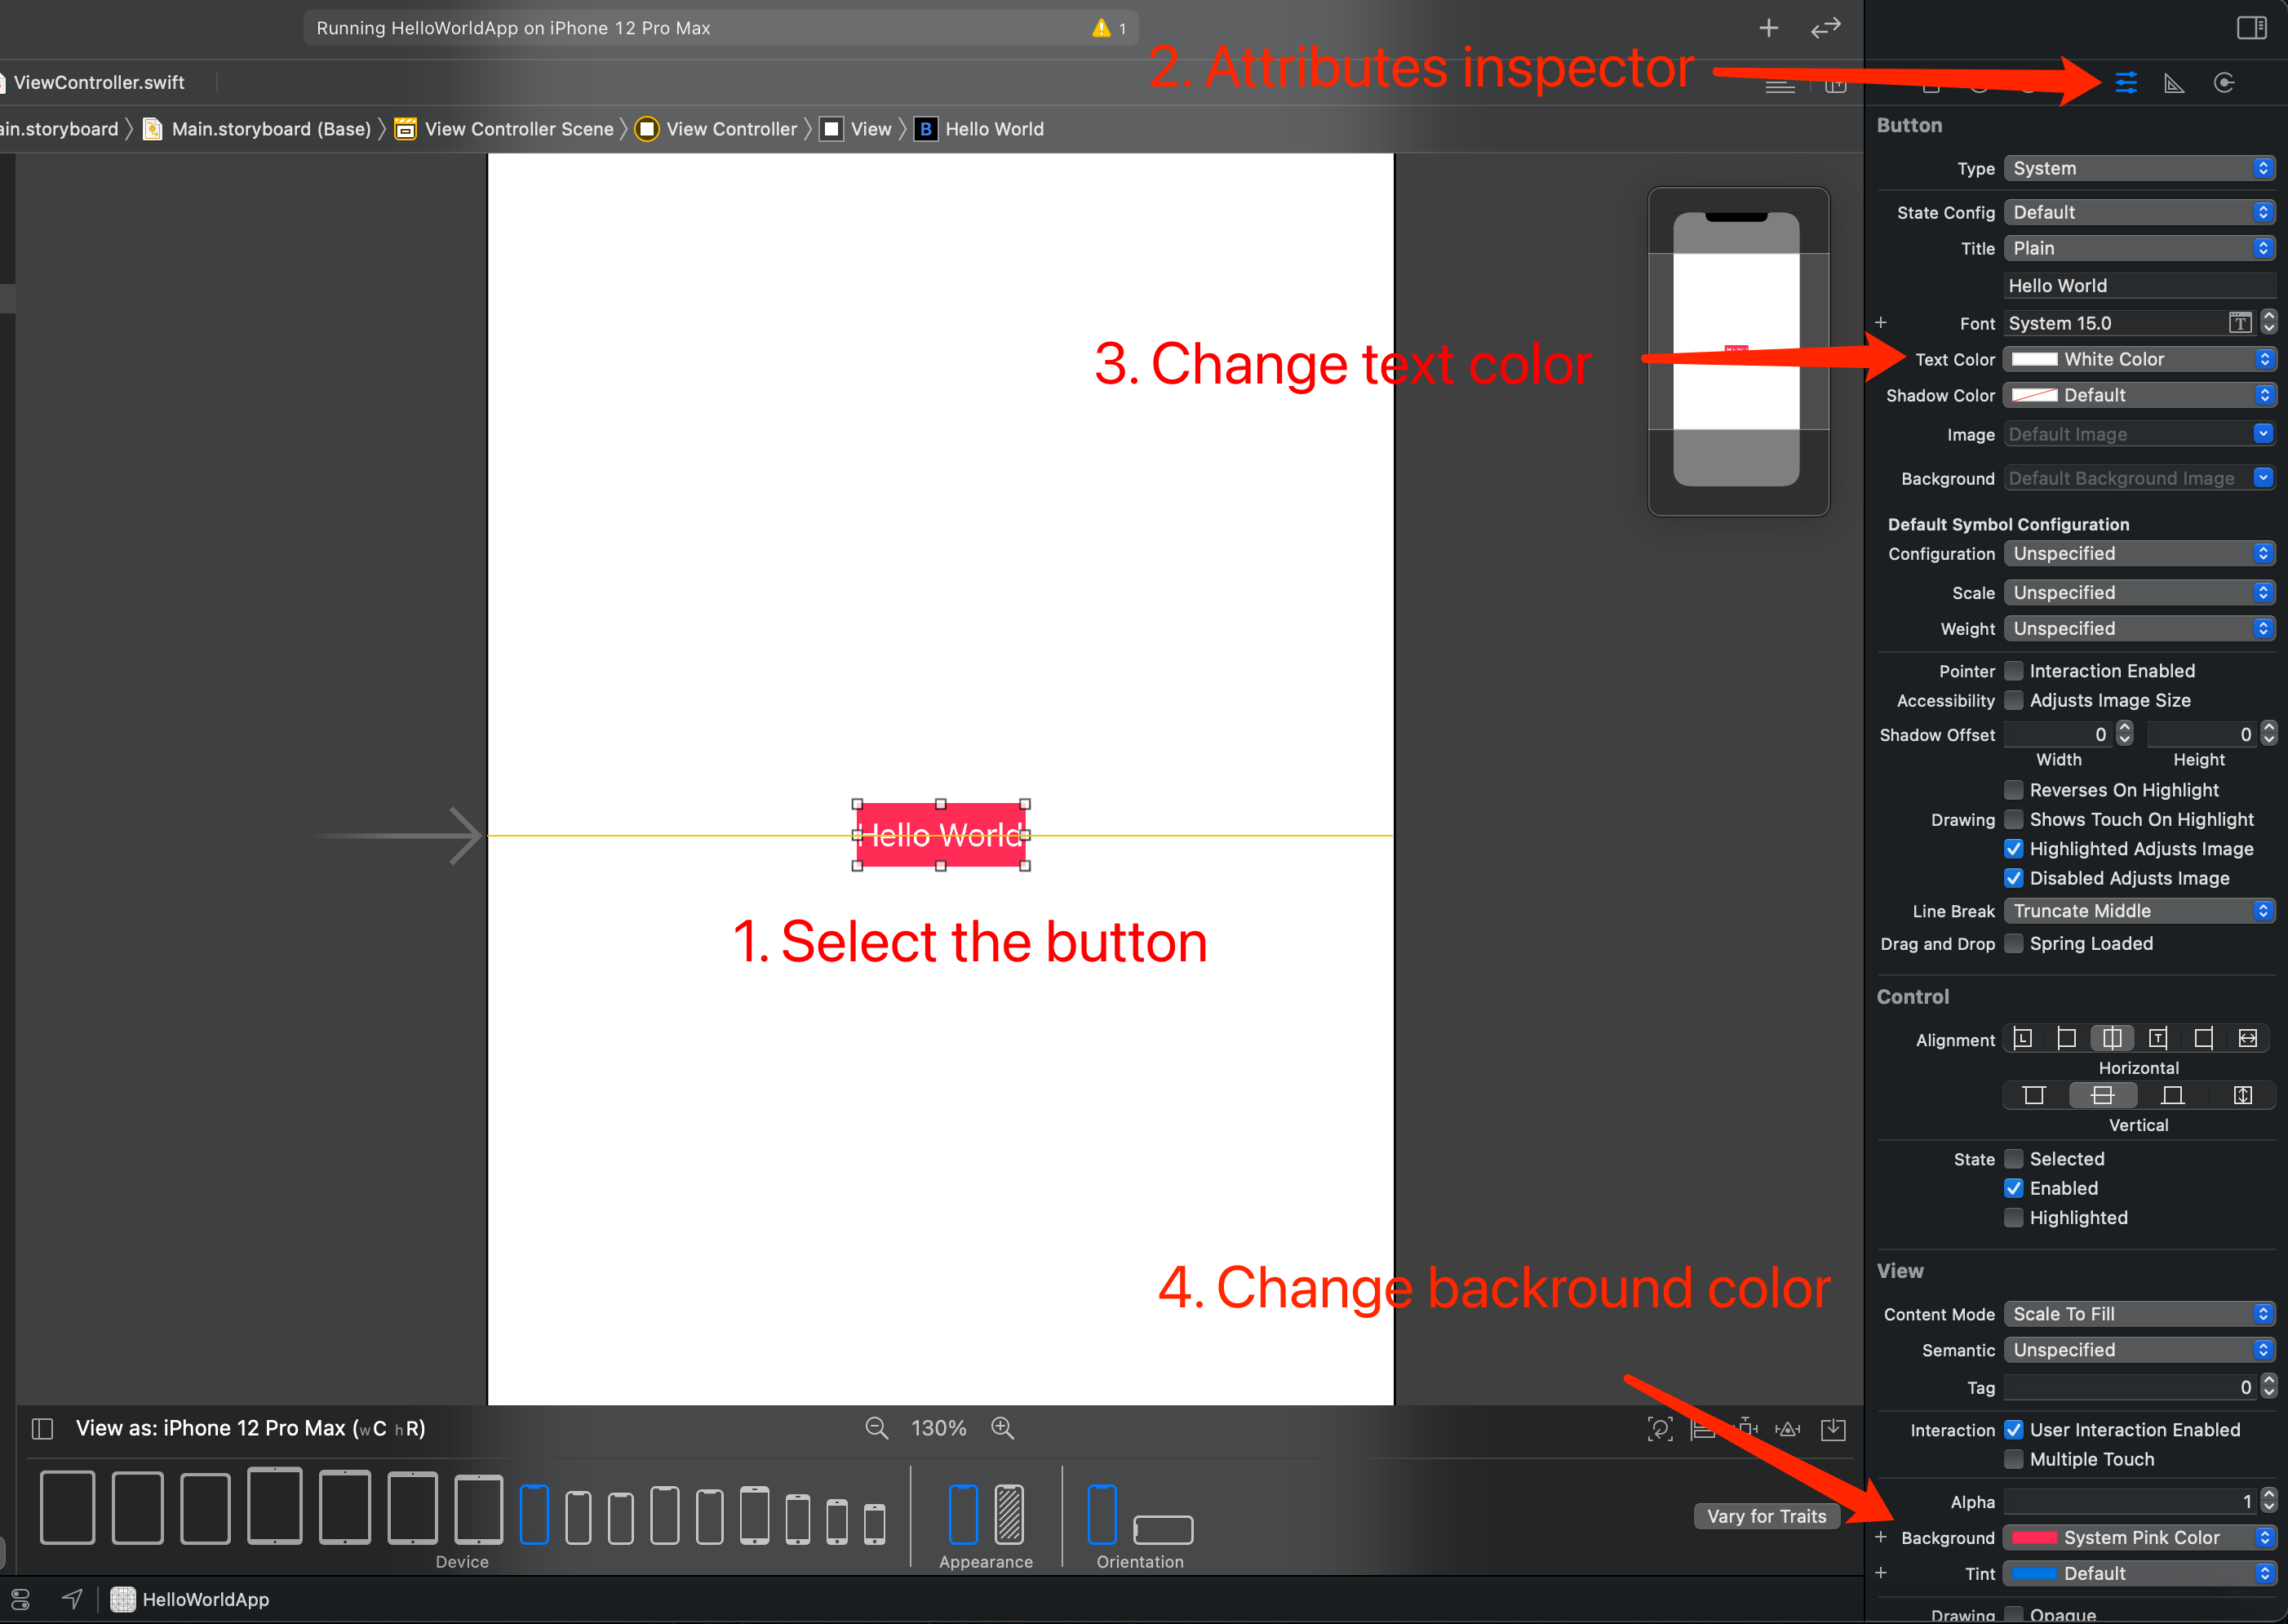 Running HelloWorldApp on iPhone 12 Pro Max
1
2. Attributes inspector
ViewController.swift
ain.storyboard
Main.storyboard (Base)
View Controller Scene
View Controller
View
B
Hello World
Button
Type
System
State Config
Default
Title
Plain
Hello World
Font
System 15.0
T
3. Change text color
Text Color
White Color
Shadow Color
Default
Image
Default Image
Background
Default Background Image
Default Symbol Configuration
Configuration
Unspecified
Scale
Unspecified
Weight
Unspecified
Pointer
Interaction Enabled
Accessibility
Adjusts Image Size
Shadow Offset
0
0
Width
Height
Reverses On Highlight
Drawing
Shows Touch On Highlight
Highlighted Adjusts Image
Disabled Adjusts Image
Line Break
Truncate Middle
Drag and Drop
Spring Loaded
Hello World
1. Select the button
Control
Alignment
L
T
Horizontal
Vertical
State
Selected
Enabled
Highlighted
4. Change backround color
View
Content Mode
Scale To Fill
Semantic
Unspecified
Tag
0
Interaction
User Interaction Enabled
Multiple Touch
Alpha
1
Background
System Pink Color
Tint
Default
Drawing
Opaque
View as: iPhone 12 Pro Max (wC hR)
130%
Vary for Traits
Device
Appearance
Orientation
HelloWorldApp